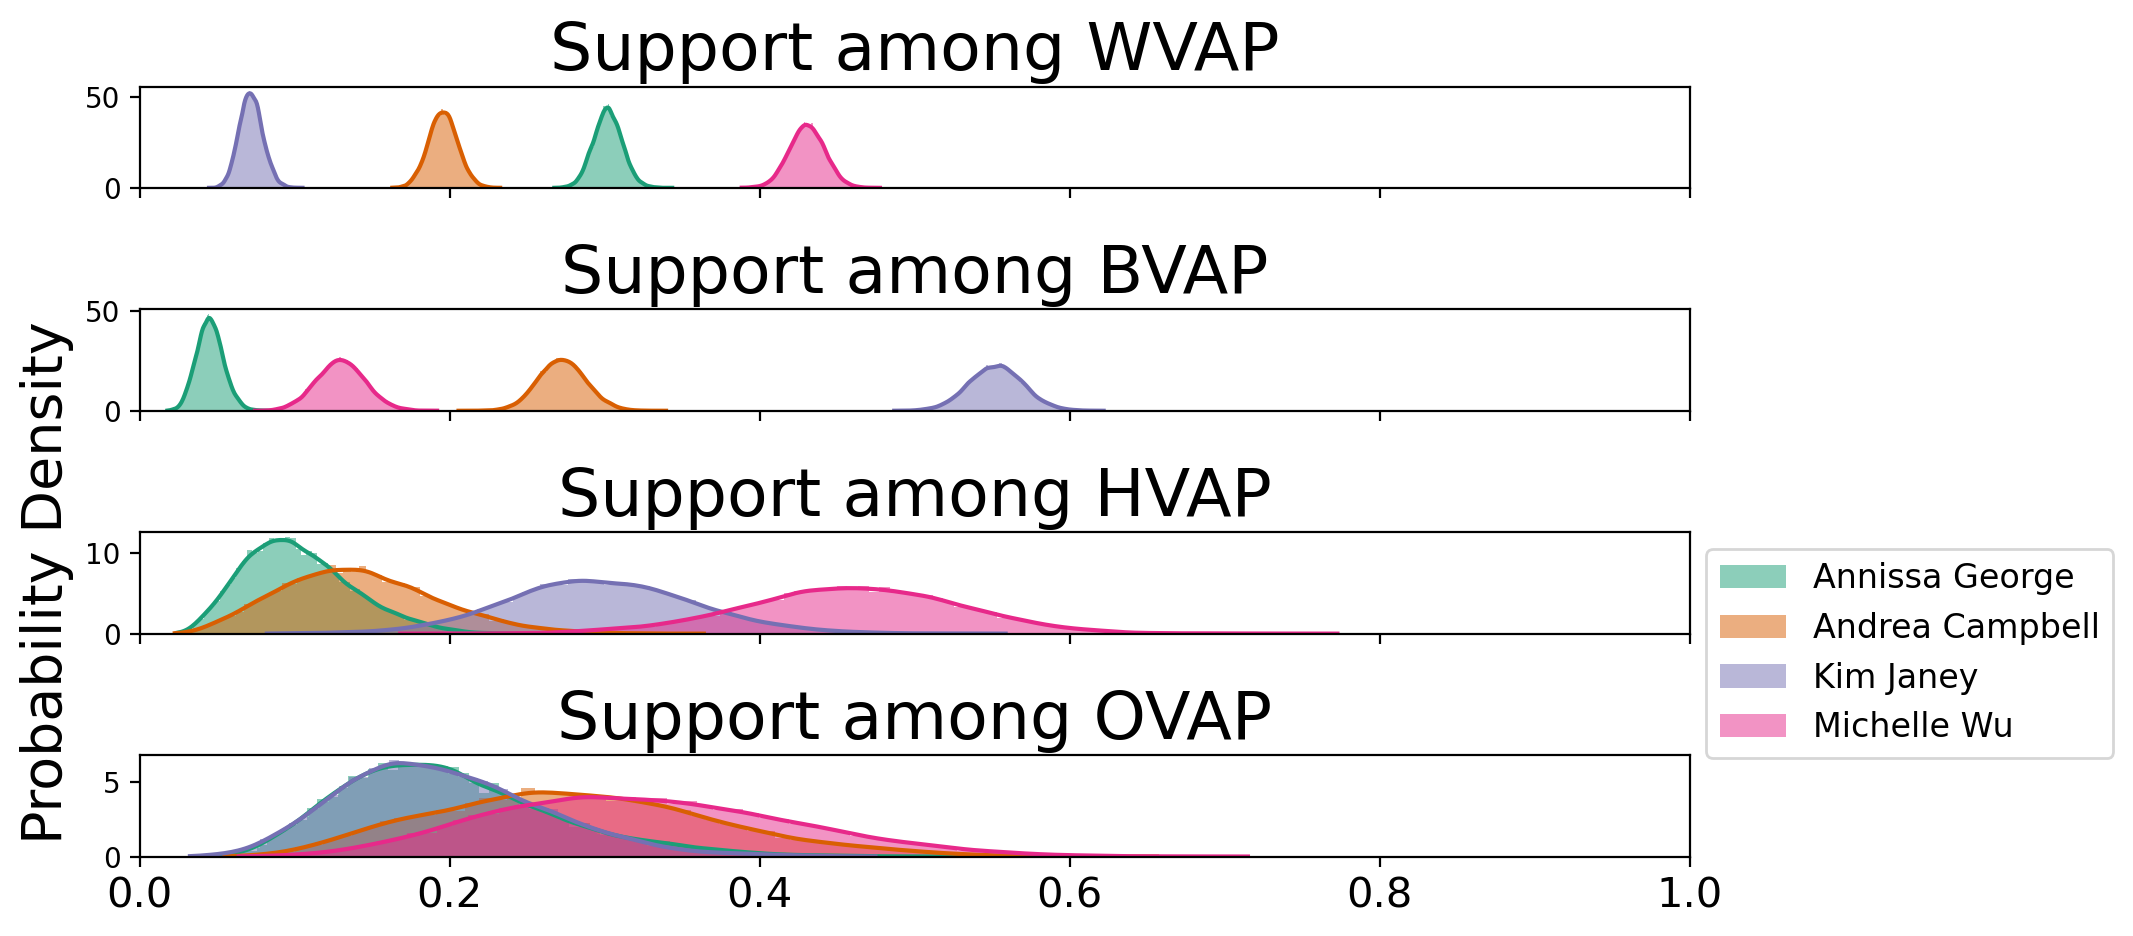 Support among WVAP
50
0
Support among BVAP
50
0
Probability Density
Support among HVAP
10
0
Annissa George
Andrea Campbell
Kim Janey
Michelle Wu
Support among OVAP
5
0
0.0 0.2 0.4 0.6 0.8 1.0